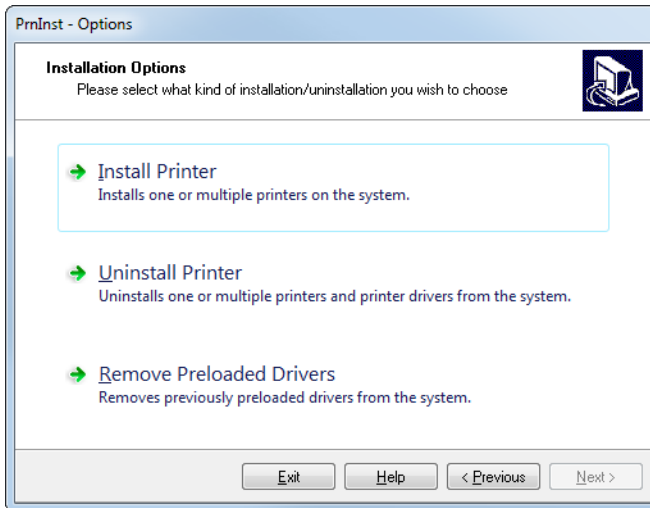 PrnInst - Options
Installation Options
Please select what kind of installation/uninstallation you wish to choose
Install Printer
Installs one or multiple printers on the system.
Uninstall Printer
Uninstalls one or multiple printers and printer drivers from the system.
Remove Preloaded Drivers
Removes previously preloaded drivers from the system.
Exit Help < Previous Next >